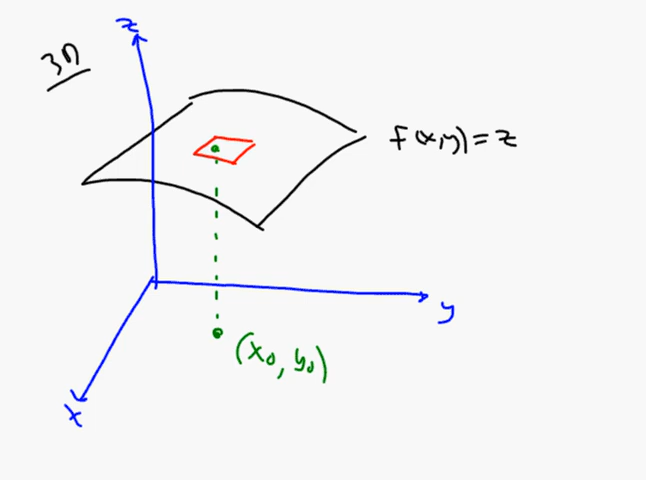 z
3D
f(x,y)=z
y
(x₀, y₀)
x